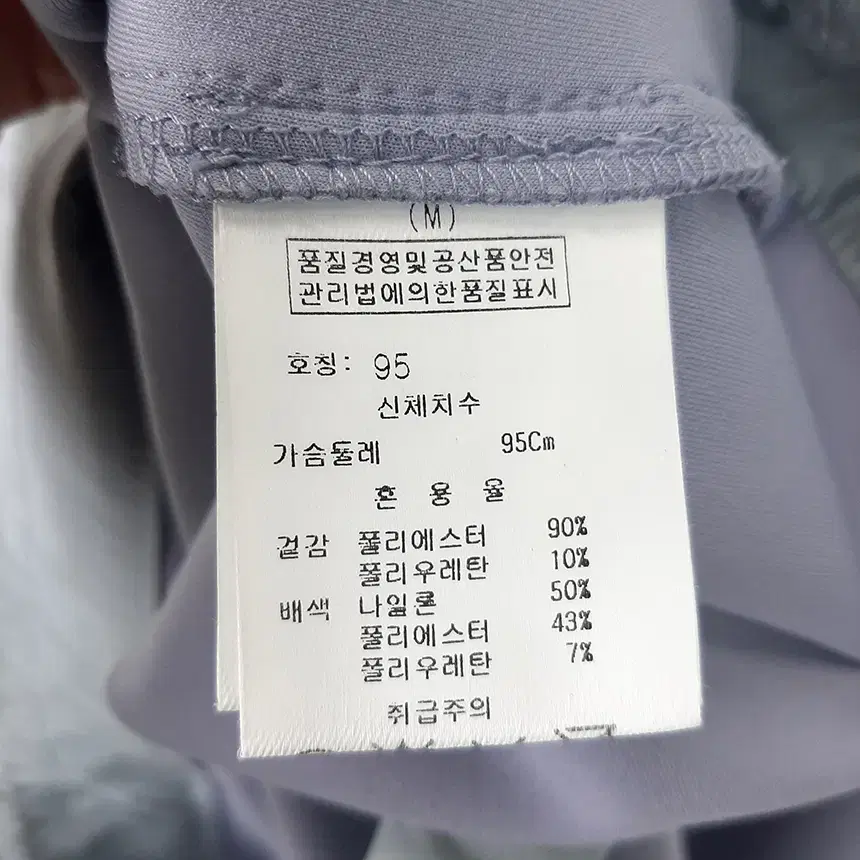 (M)
품질경영및공산품안전
관리법에의한품질표시
호칭: 95
신체치수
가슴둘레 95Cm
혼 용 율
겉감 폴리에스터 90%
폴리우레탄 10%
배색 나일론 50%
폴리에스터 43%
폴리우레탄 7%
취급주의